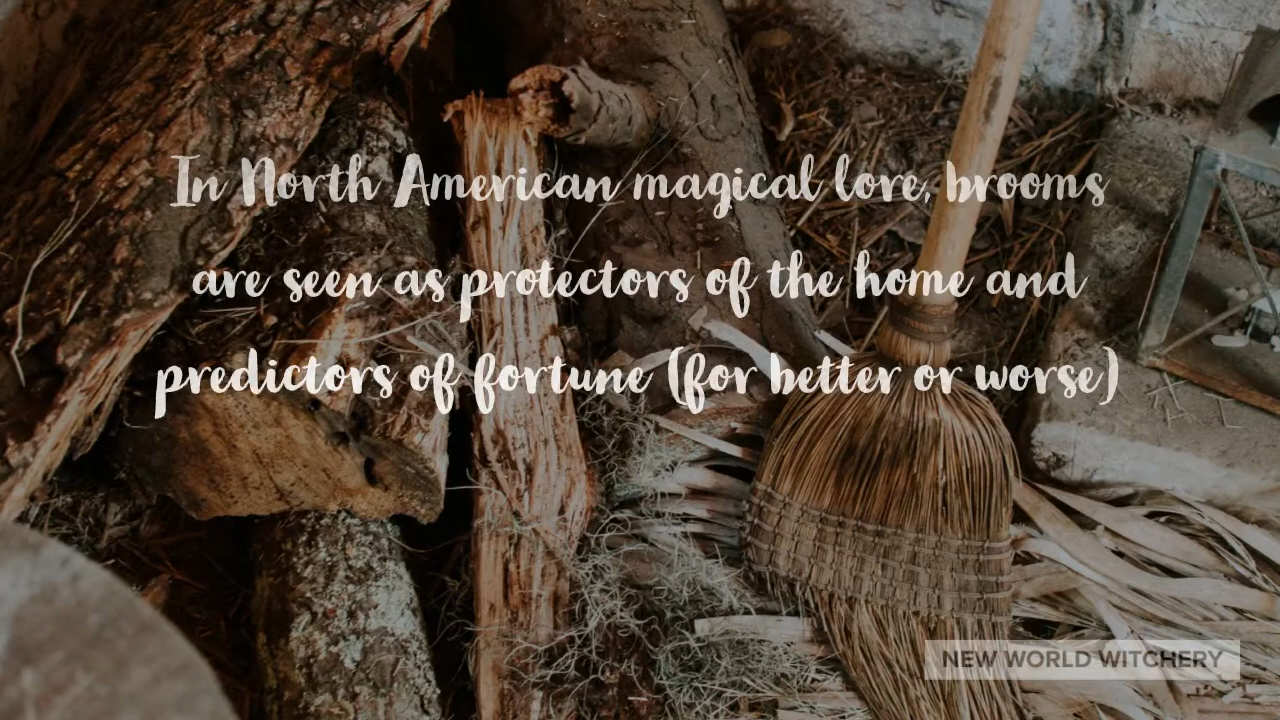 In North American magical lore, brooms
are seen as protectors of the home and
predictors of fortune (for better or worse)
NEW WORLD WITCHERY